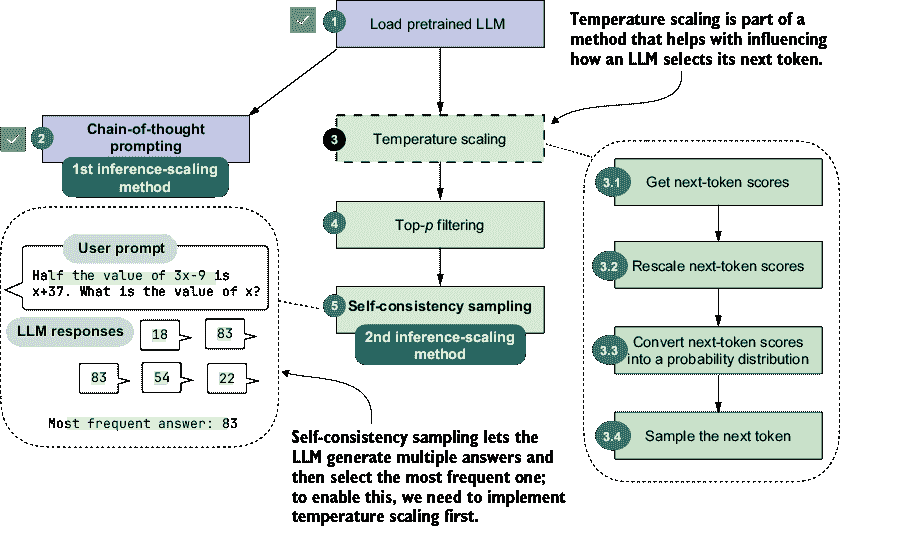 1
Load pretrained LLM
Temperature scaling is part of a
method that helps with influencing
how an LLM selects its next token.
2
Chain-of-thought
prompting
1st inference-scaling
method
3
Temperature scaling
3.1
Get next-token scores
4
Top-p filtering
3.2
Rescale next-token scores
User prompt
Half the value of 3x-9 is
x+37. What is the value of x?
5
Self-consistency sampling
2nd inference-scaling
method
LLM responses
18
83
83
54
22
Most frequent answer: 83
3.3
Convert next-token scores
into a probability distribution
3.4
Sample the next token
Self-consistency sampling lets the
LLM generate multiple answers and
then select the most frequent one;
to enable this, we need to implement
temperature scaling first.